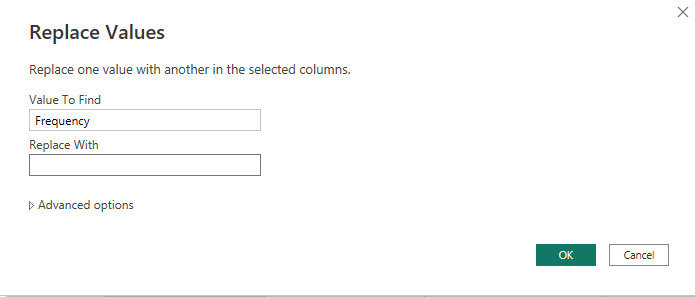 Replace Values
Replace one value with another in the selected columns.
Value To Find
Frequency
Replace With
Advanced options
OK Cancel